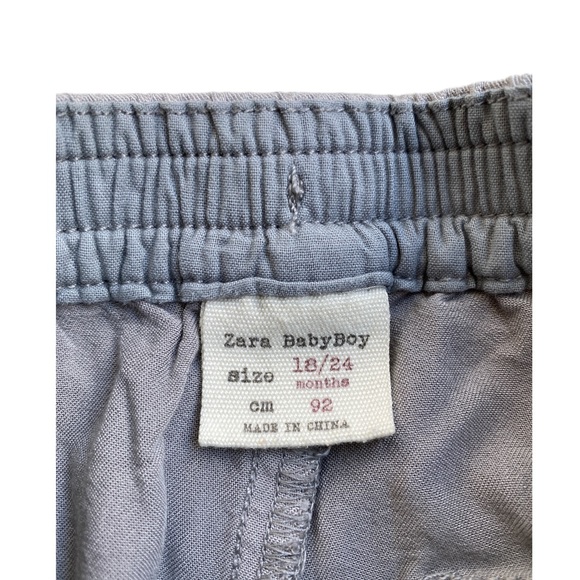 Zara BabyBoy
size 18/24
months
cm 92
MADE IN CHINA